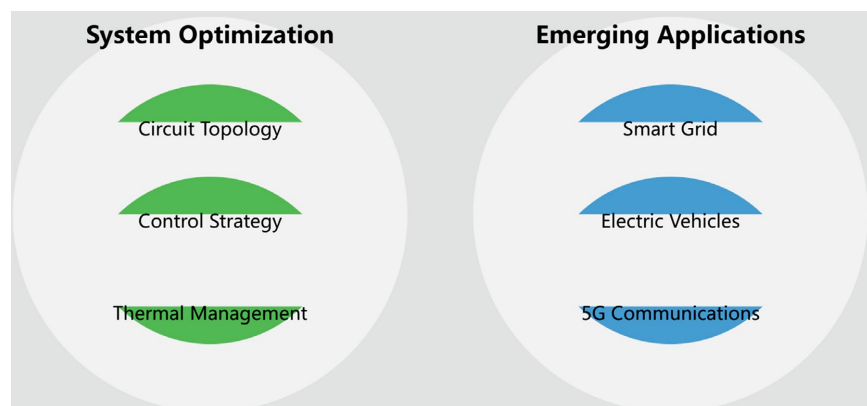 System Optimization
Circuit Topology
Control Strategy
Thermal Management
Emerging Applications
Smart Grid
Electric Vehicles
5G Communications